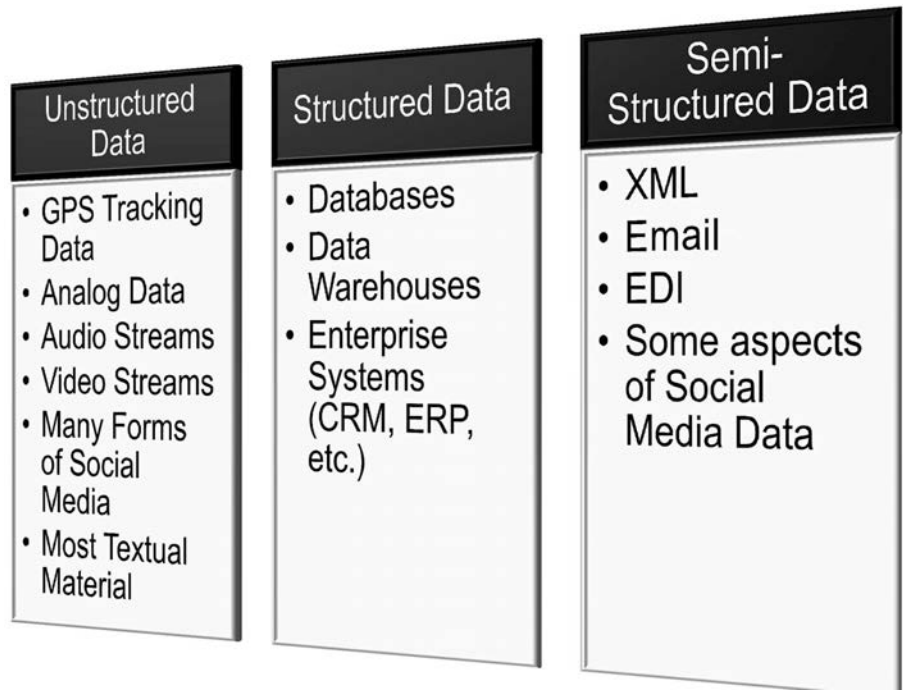 Unstructured
Data
• GPS Tracking
Data
• Analog Data
• Audio Streams
• Video Streams
• Many Forms
of Social
Media
• Most Textual
Material
Structured Data
• Databases
• Data
Warehouses
• Enterprise
Systems
(CRM, ERP,
etc.)
Semi-
Structured Data
• XML
• Email
• EDI
• Some aspects
of Social
Media Data